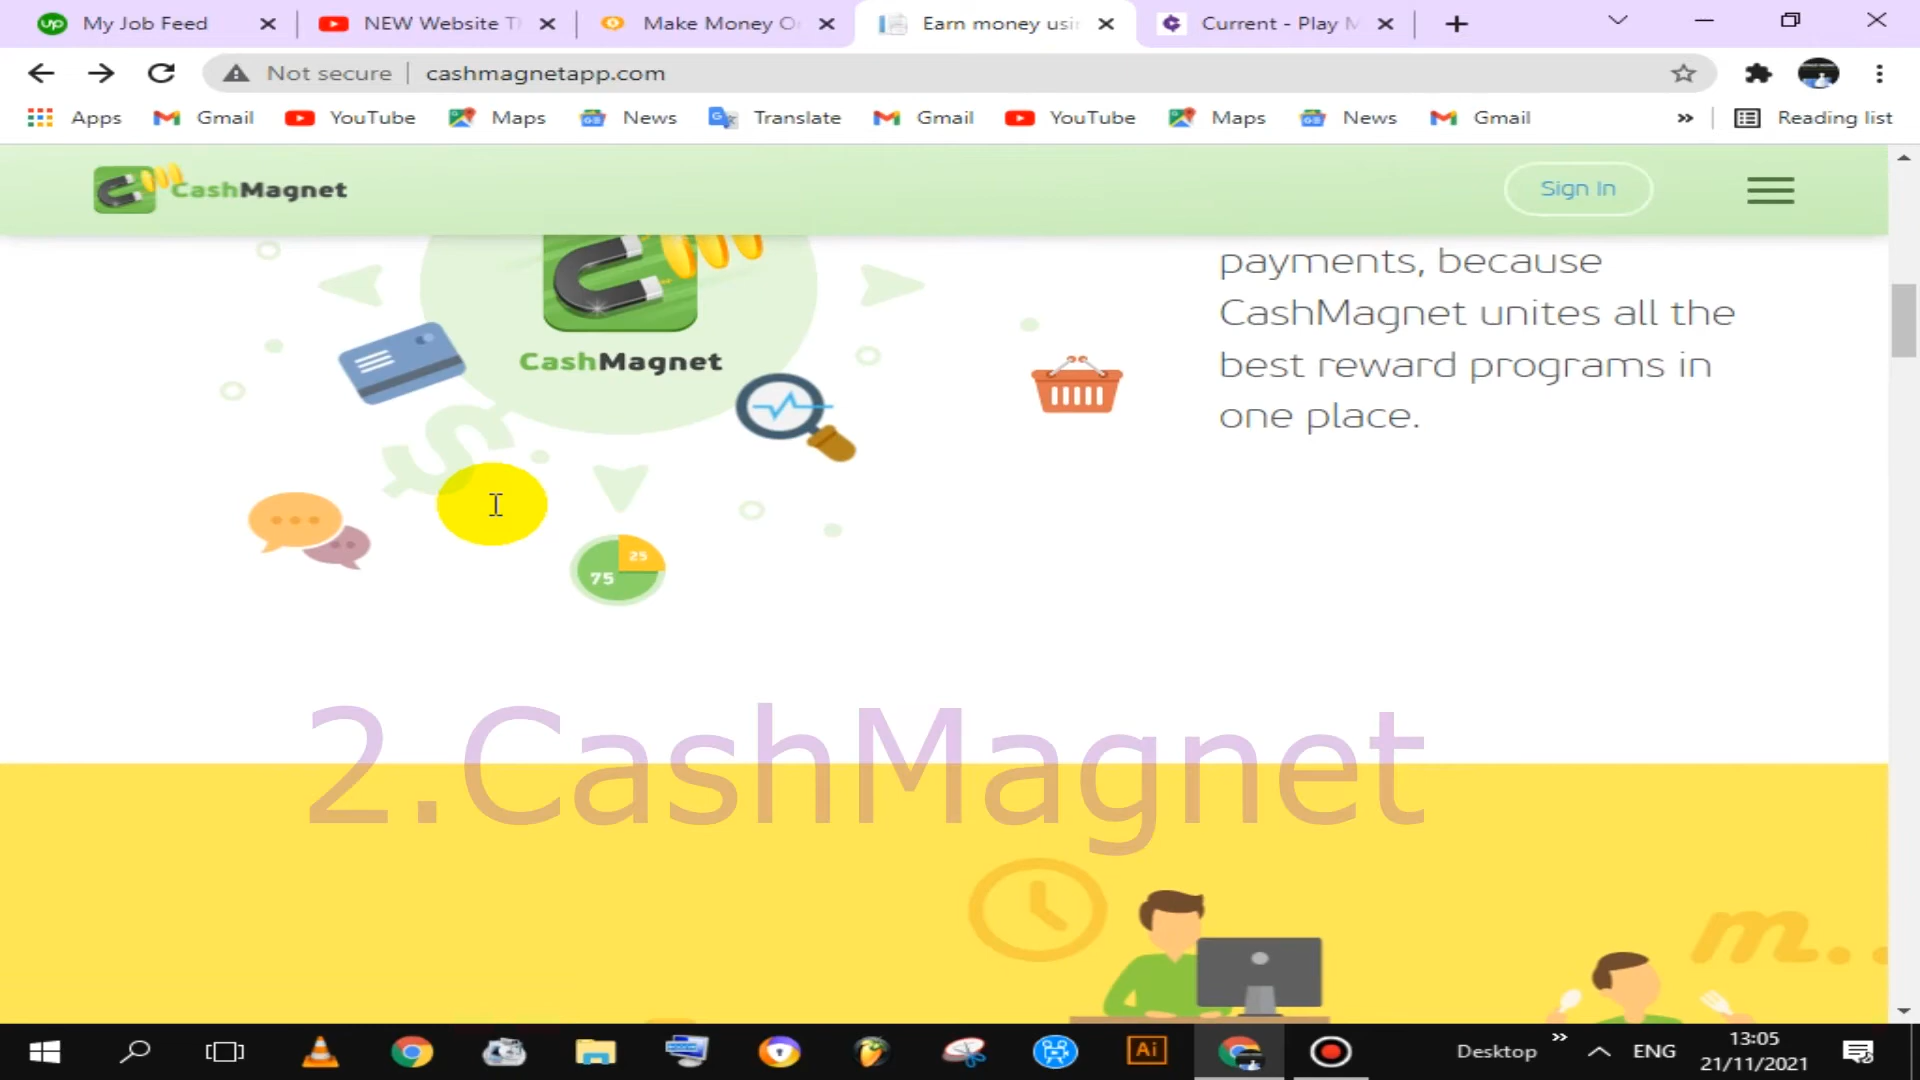 My Job Feed
NEW Website T
Make Money O
Earn money usi
Current - Play M
Not secure
cashmagnetapp.com
Apps
Gmail
YouTube
Maps
News
Translate
Gmail
YouTube
Maps
News
Gmail
Reading list
CashMagnet
Sign In
payments, because
CashMagnet unites all the
best reward programs in
one place.
CashMagnet
25
75
2.CashMagnet
m...
Ai
Desktop
ENG
13:05
21/11/2021